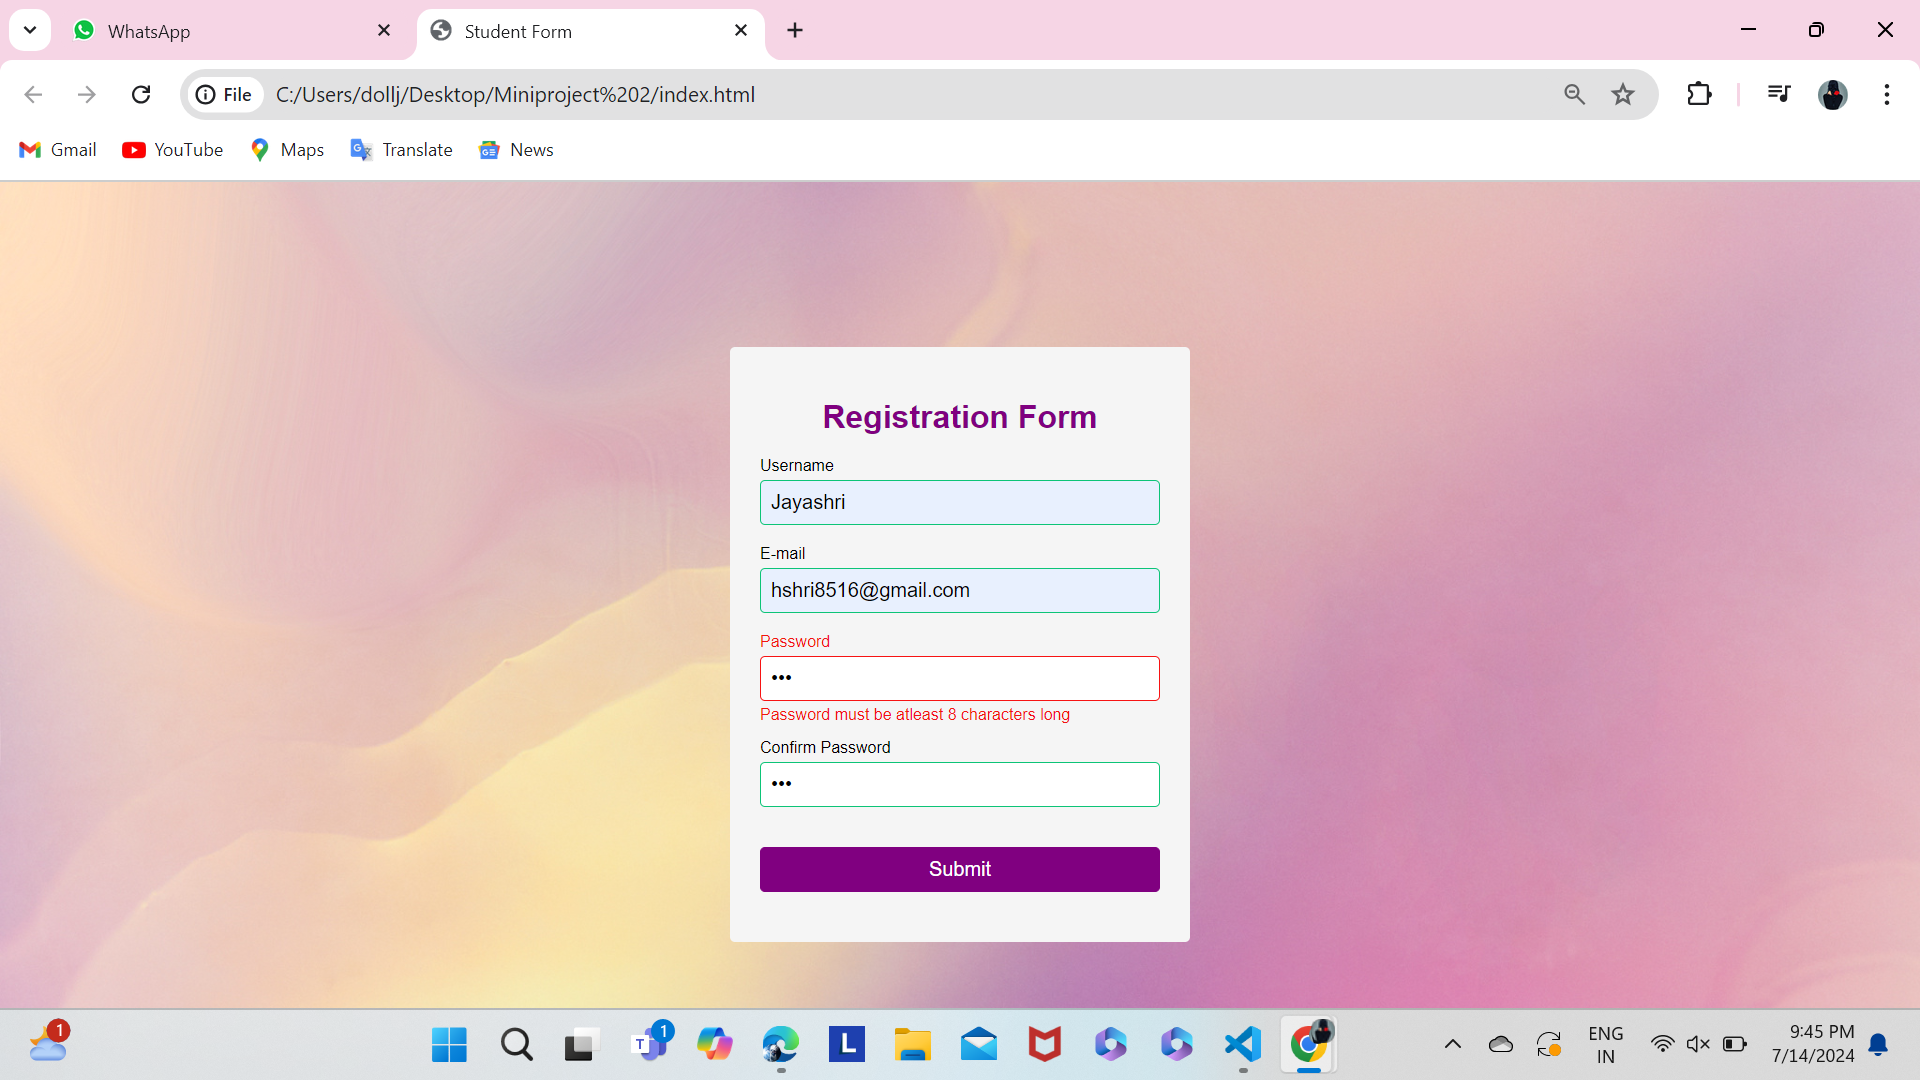 WhatsApp
Student Form
File
C:/Users/dollj/Desktop/Miniproject%202/index.html
Gmail
YouTube
Maps
Translate
News
Registration Form
Username
Jayashri
E-mail
hshri8516@gmail.com
Password
•••
Password must be atleast 8 characters long
Confirm Password
•••
Submit
1
T
1
L
ENG
IN
9:45 PM
7/14/2024